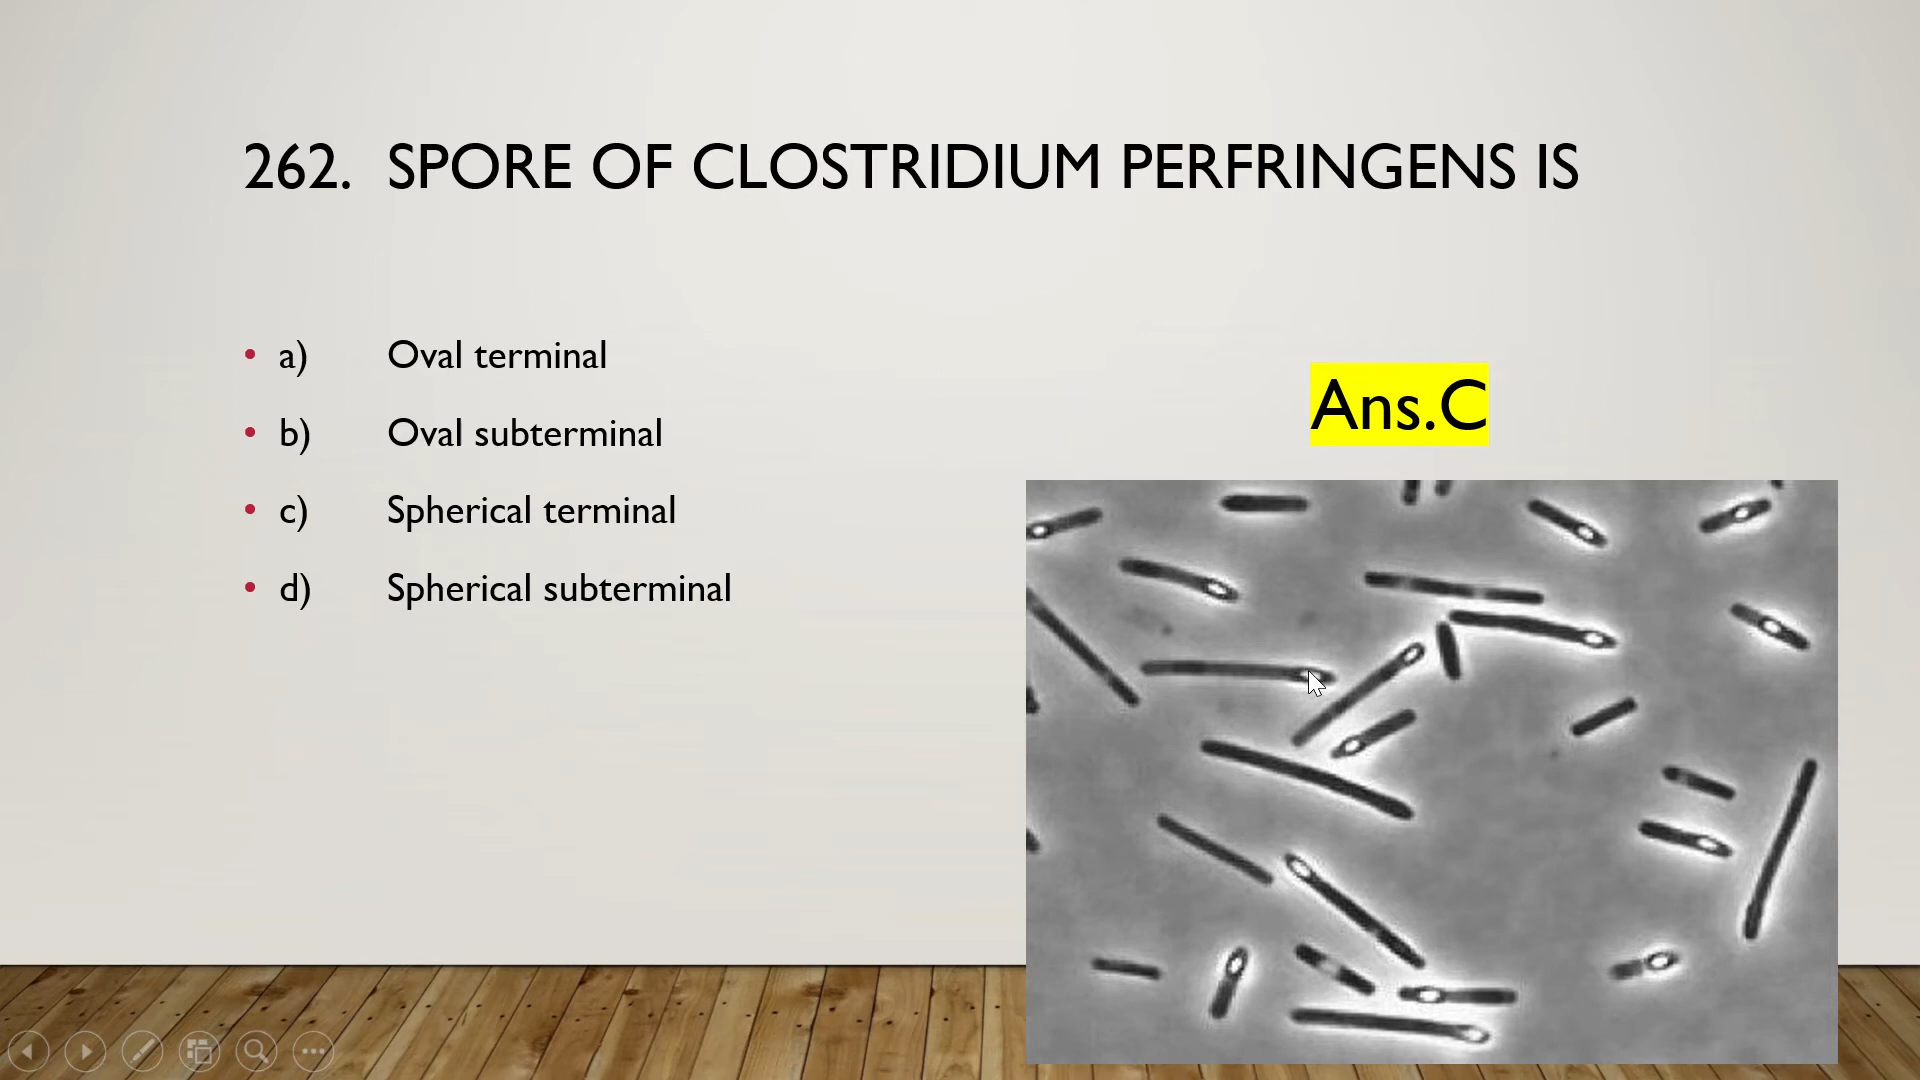 262. SPORE OF CLOSTRIDIUM PERFRINGENS IS
• a) Oval terminal
• b) Oval subterminal
• c) Spherical terminal
• d) Spherical subterminal
Ans.C